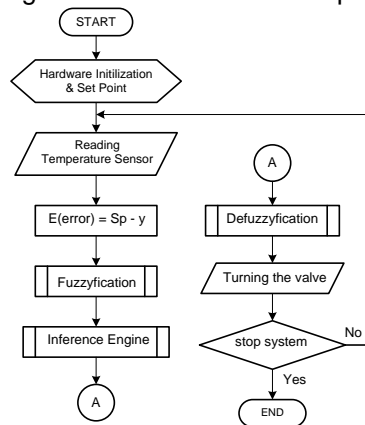 START
Hardware Initilization
& Set Point
Reading
Temperature Sensor
E(error) = Sp - y
Fuzzyfication
Inference Engine
A
A
Defuzzyfication
Turning the valve
stop system
No
Yes
END